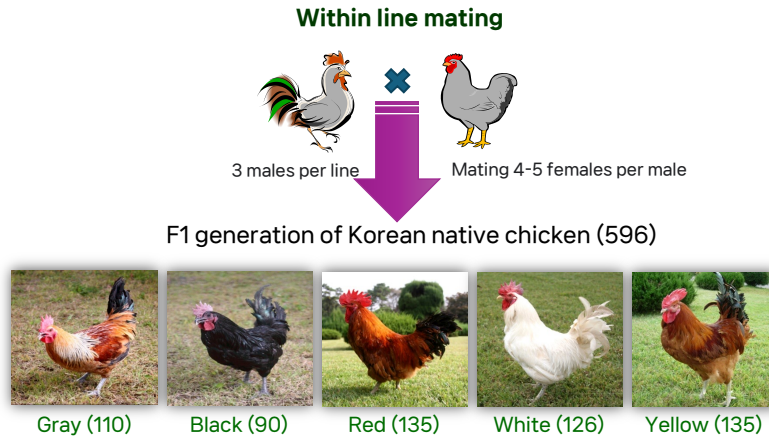 Within line mating
3 males per line
Mating 4-5 females per male
F1 generation of Korean native chicken (596)
Gray (110)
Black (90)
Red (135)
White (126)
Yellow (135)